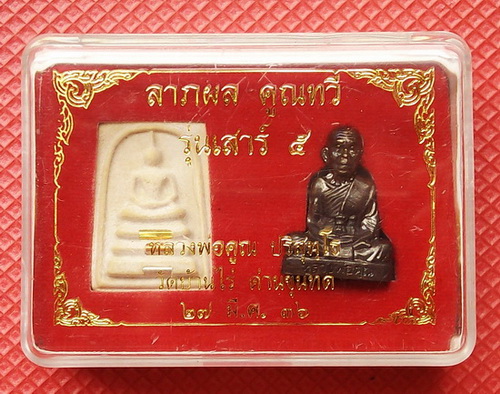 ลาภผล คูณทวี
รุ่นเสาร์ ๕
หลวงพ่อคูณ ปริสุทโธ
วัดบ้านไร่ ด่านขุนทด
๒๗ มี.ค. ๓๖